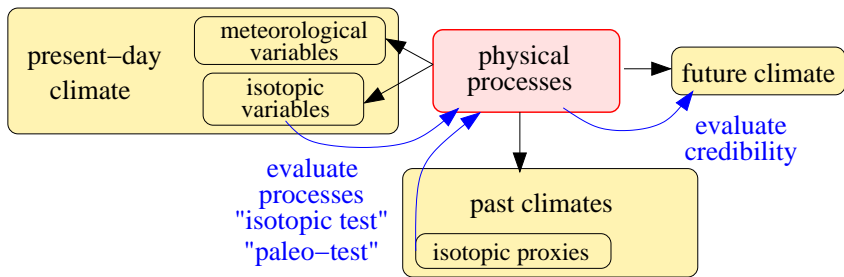 present−day
climate
meteorological
variables
isotopic
variables
physical
processes
future climate
evaluate
credibility
evaluate
processes
"isotopic test"
"paleo−test"
past climates
isotopic proxies